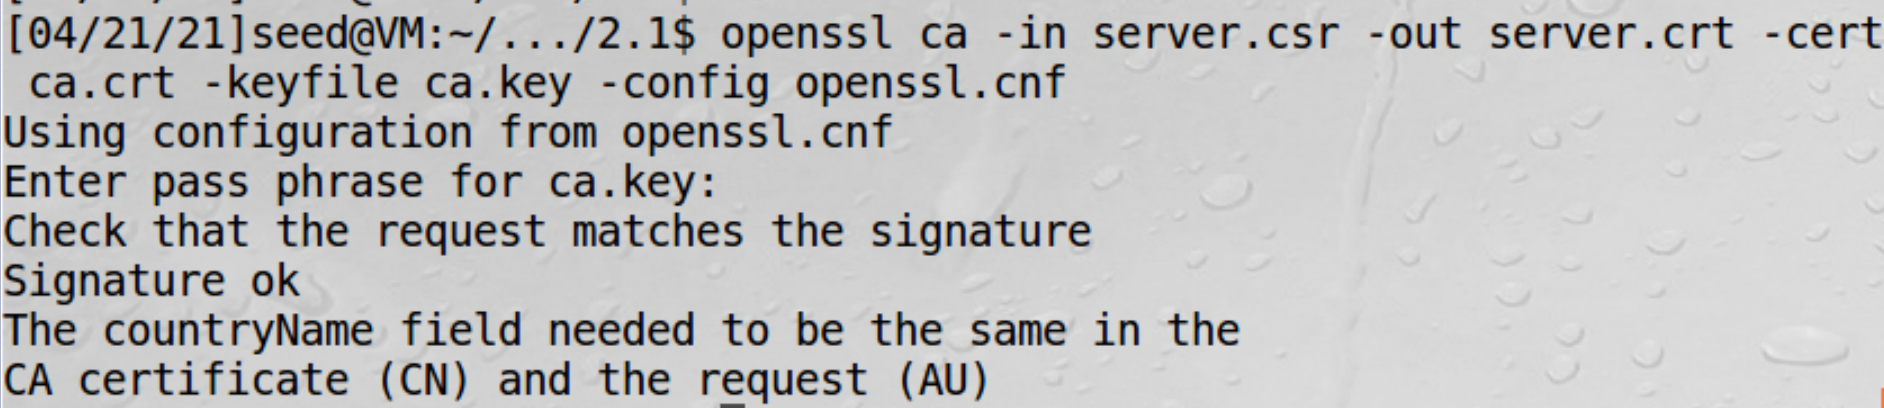 [04/21/21]seed@VM:~/.../2.1$ openssl ca -in server.csr -out server.crt -cert
ca.crt -keyfile ca.key -config openssl.cnf
Using configuration from openssl.cnf
Enter pass phrase for ca.key:
Check that the request matches the signature
Signature ok
The countryName field needed to be the same in the
CA certificate (CN) and the request (AU)